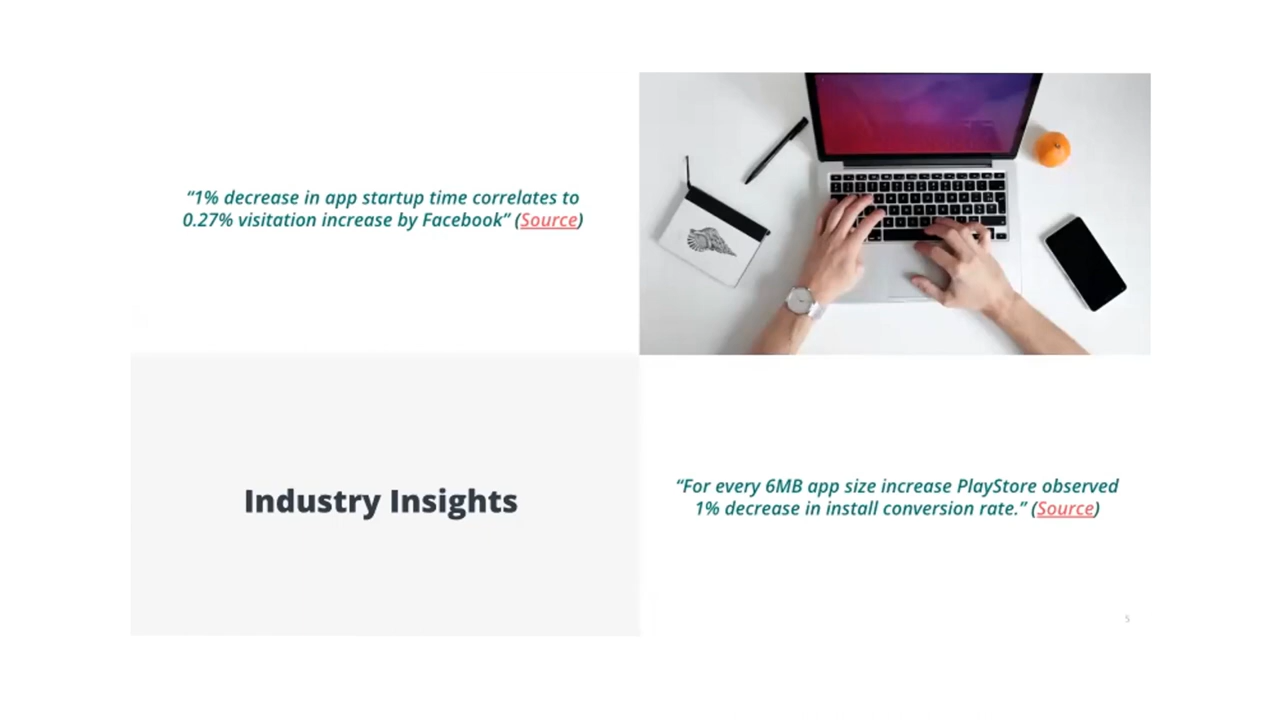 “1% decrease in app startup time correlates to
0.27% visitation increase by Facebook” (Source)
Industry Insights
“For every 6MB app size increase PlayStore observed
1% decrease in install conversion rate.” (Source)
5